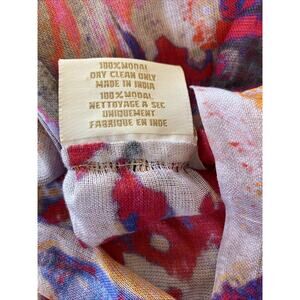 100% MODAL
DRY CLEAN ONLY
MADE IN INDIA
100% MODAL
NETTOYAGE A SEC
UNIQUEMENT
FABRIQUE EN INDE